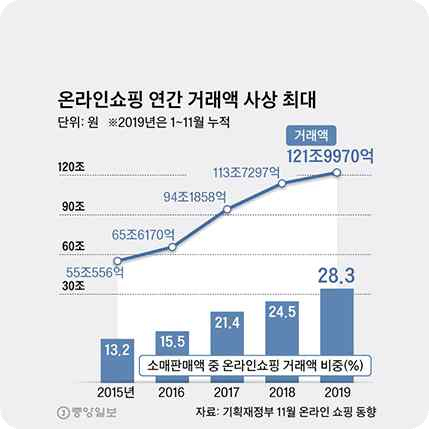 온라인쇼핑 연간 거래액 사상 최대
단위: 원 ※2019년은 1~11월 누적
거래액
121조9970억
113조7297억
120조
94조1858억
90조
65조6170억
60조
55조556억
30조
28.3
24.5
21.4
15.5
13.2
소매판매액 중 온라인쇼핑 거래액 비중(%)
2015년 2016 2017 2018 2019
중앙일보 자료: 기획재정부 11월 온라인 쇼핑 동향